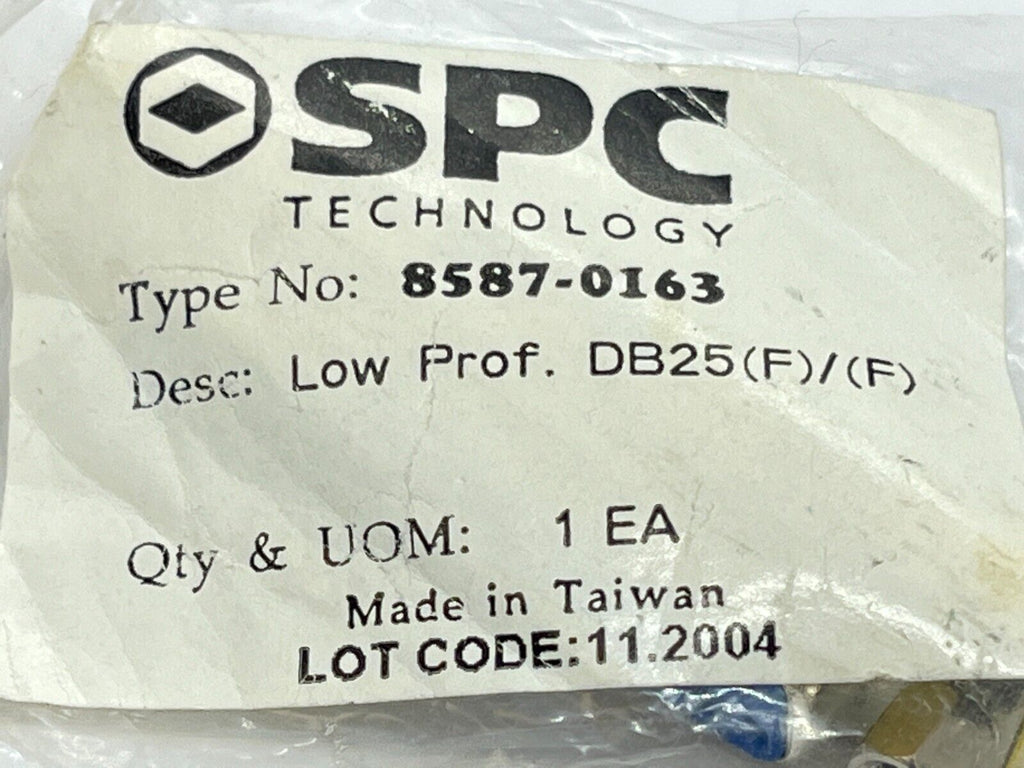 SPC
TECHNOLOGY
Type No: 8587-0163
Desc: Low Prof. DB25(F)/(F)
Qty & UOM: 1 EA
Made in Taiwan
LOT CODE:11.2004